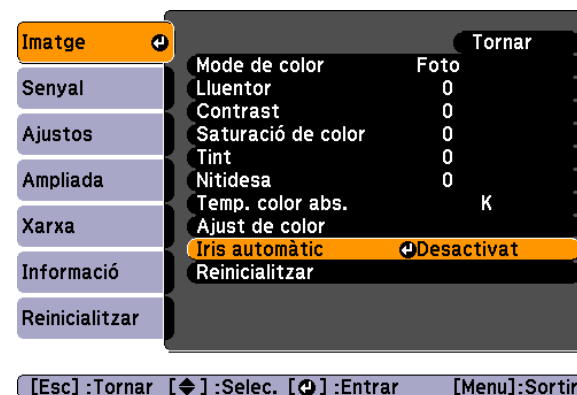 Imatge
Senyal
Ajustos
Ampliada
Xarxa
Informació
Reinicialitzar
Tornar
Mode de color Foto
Lluentor 0
Contrast 0
Saturació de color 0
Tint 0
Nitidesa 0
Temp. color abs. K
Ajust de color
Iris automàtic Desactivat
Reinicialitzar
[Esc] :Tornar [◆] :Selec. [↵] :Entrar [Menu]:Sortir